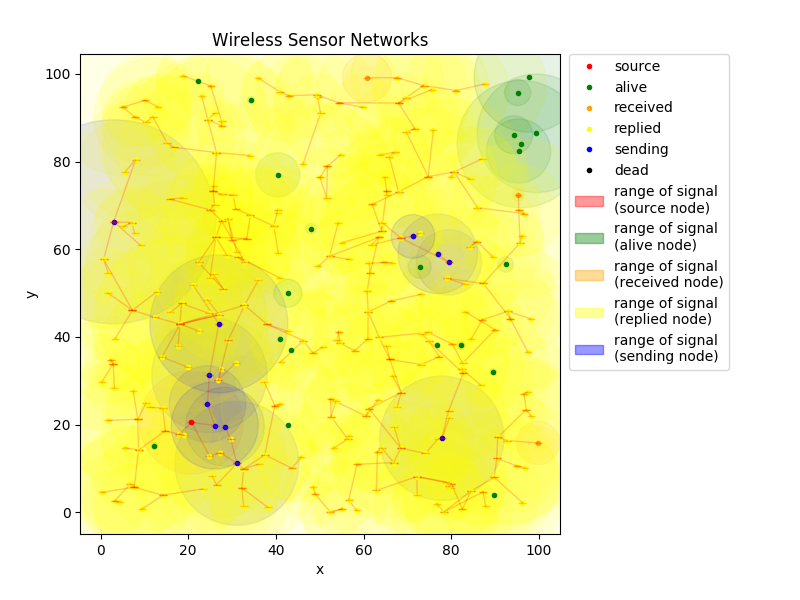 Wireless Sensor Networks
y
100
80
60
40
20
0
0 20 40 60 80 100
x
source
alive
received
replied
sending
dead
range of signal
(source node)
range of signal
(alive node)
range of signal
(received node)
range of signal
(replied node)
range of signal
(sending node)